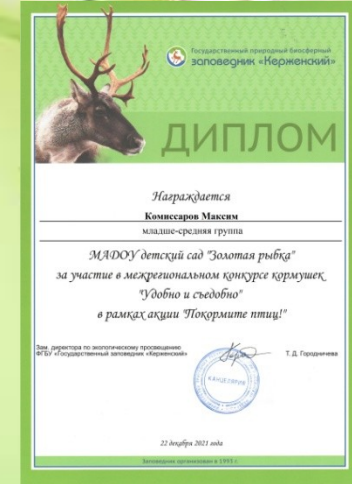 Государственный природный биосферный
заповедник «Керженский»
ДИПЛОМ
Награждается
Комиссаров Максим
младше-средняя группа
МАДОУ детский сад "Золотая рыбка"
за участие в межрегиональном конкурсе кормушек
"Удобно и съедобно"
в рамках акции "Покормите птиц!"
Зам. директора по экологическому просвещению
ФГБУ «Государственный заповедник «Керженский»
Т. Д. Городничева
КАНЦЕЛЯРИЯ
22 декабря 2021 года
Заповедник организован в 1993 г.